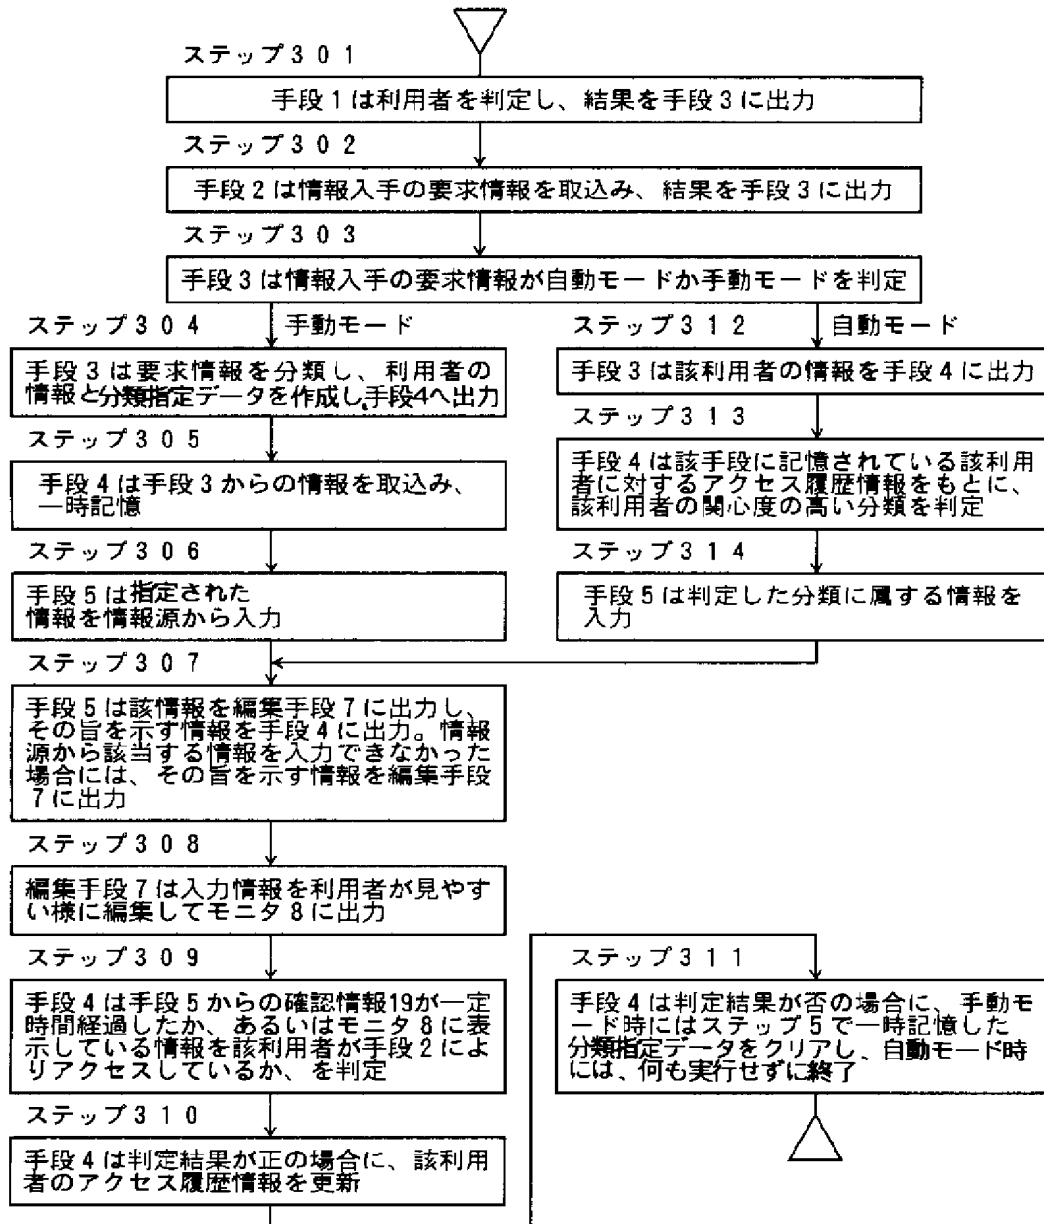 ステップ301
手段1は利用者を判定し、結果を手段3に出力
ステップ302
手段2は情報入手の要求情報を取込み、結果を手段3に出力
ステップ303
手段3は情報入手の要求情報が自動モードか手動モードを判定
ステップ304
手動モード
手段3は要求情報を分類し、利用者の
情報と分類指定データを作成し,手段4へ出力
ステップ305
手段4は手段3からの情報を取込み、
一時記憶
ステップ306
手段5は指定された
情報を情報源から入力
ステップ312
自動モード
手段3は該利用者の情報を手段4に出力
ステップ313
手段4は該手段に記憶されている該利用
者に対するアクセス履歴情報をもとに、
該利用者の関心度の高い分類を判定
ステップ314
手段5は判定した分類に属する情報を
入力
ステップ307
手段5は該情報を編集手段7に出力し、
その旨を示す情報を手段4に出力。情報
源から該当する情報を入力できなかった
場合には、その旨を示す情報を編集手段
7に出力
ステップ308
編集手段7は入力情報を利用者が見やす
い様に編集してモニタ8に出力
ステップ309
手段4は手段5からの確認情報19が一定
時間経過したか、あるいはモニタ8に表
示している情報を該利用者が手段2によ
りアクセスしているか、を判定
ステップ310
手段4は判定結果が正の場合に、該利用
者のアクセス履歴情報を更新
ステップ311
手段4は判定結果が否の場合に、手動モ
ード時にはステップ5で一時記憶した
分類指定データをクリアし、自動モード時
には、何も実行せずに終了